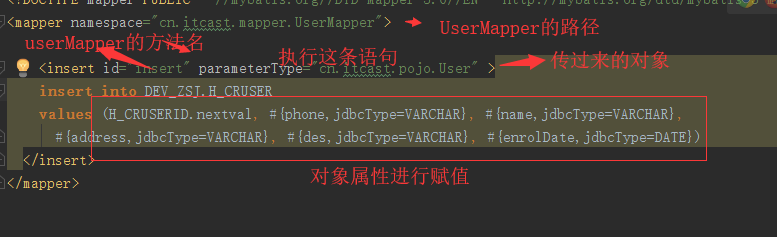 <!DOCTYPE mapper PUBLIC "-//mybatis.org//DTD Mapper 3.0//EN" "http://mybatis.org/dtd/mybatis-3
<mapper namespace="cn.itcast.mapper.UserMapper"> UserMapper的路径
userMapper的方法名 执行这条语句
<insert id="insert" parameterType="cn.itcast.pojo.User" > 传过来的对象
insert into DEV_ZSJ.H_CRUSER
values (H_CRUSERID.nextval, #{phone,jdbcType=VARCHAR}, #{name,jdbcType=VARCHAR},
#{address,jdbcType=VARCHAR}, #{des,jdbcType=VARCHAR}, #{enrolDate,jdbcType=DATE})
</insert>
对象属性进行赋值
</mapper>